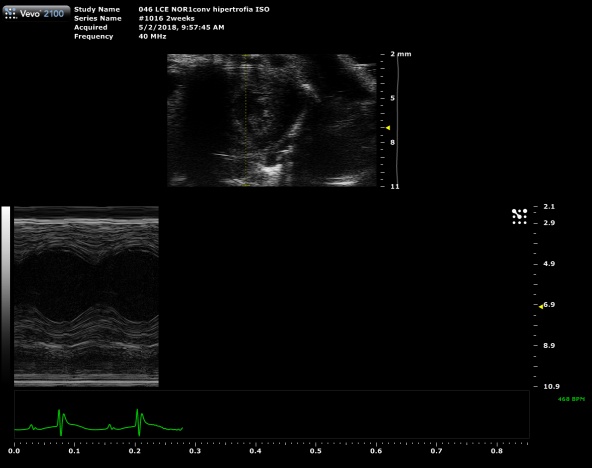 Vevo 2100
Study Name 046 LCE NOR1conv hipertrofia ISO
Series Name #1016 2weeks
Acquired 5/2/2018, 9:57:45 AM
Frequency 40 MHz
2 mm
5
8
11
2.1
2.9
4.9
6.9
8.9
10.9
468 BPM
0.0 0.1 0.2 0.3 0.4 0.5 0.6 0.7 0.8